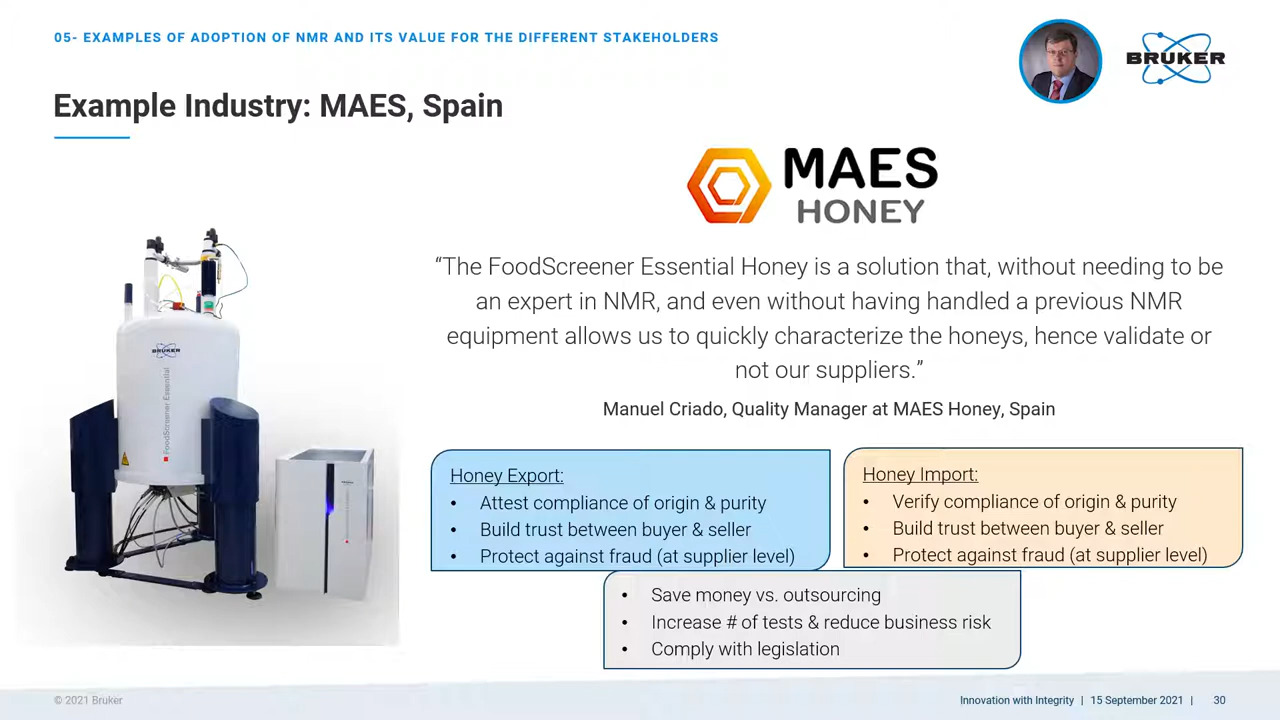 05- EXAMPLES OF ADOPTION OF NMR AND ITS VALUE FOR THE DIFFERENT STAKEHOLDERS
BRUKER
Example Industry: MAES, Spain
MAES
HONEY
“The FoodScreener Essential Honey is a solution that, without needing to be
an expert in NMR, and even without having handled a previous NMR
equipment allows us to quickly characterize the honeys, hence validate or
not our suppliers.”
Manuel Criado, Quality Manager at MAES Honey, Spain
BRUKER
FoodScreener Essential
Honey Export:
• Attest compliance of origin & purity
• Build trust between buyer & seller
• Protect against fraud (at supplier level)
Honey Import:
• Verify compliance of origin & purity
• Build trust between buyer & seller
• Protect against fraud (at supplier level)
• Save money vs. outsourcing
• Increase # of tests & reduce business risk
• Comply with legislation
© 2021 Bruker
Innovation with Integrity | 15 September 2021 | 30